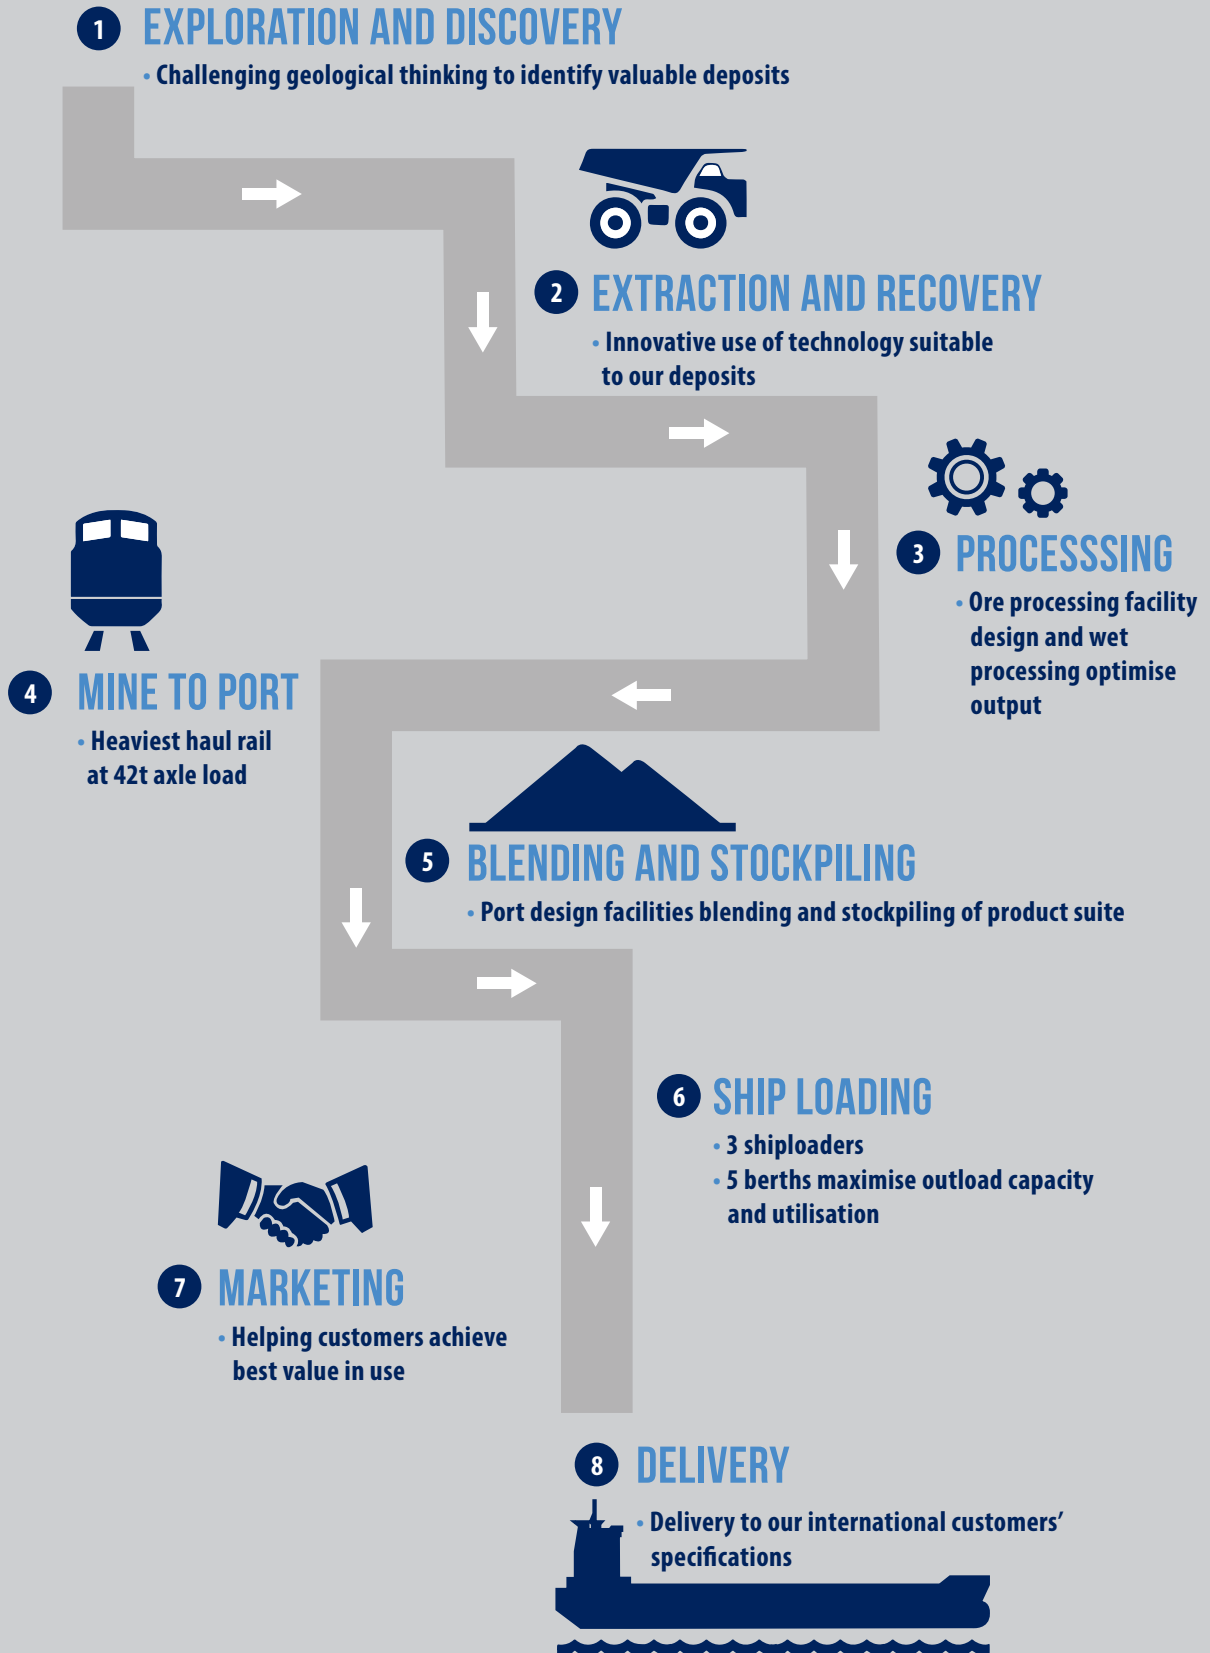 1 EXPLORATION AND DISCOVERY
• Challenging geological thinking to identify valuable deposits
2 EXTRACTION AND RECOVERY
• Innovative use of technology suitable
to our deposits
3 PROCESSSING
• Ore processing facility
design and wet
processing optimise
output
4 MINE TO PORT
• Heaviest haul rail
at 42t axle load
5 BLENDING AND STOCKPILING
• Port design facilities blending and stockpiling of product suite
6 SHIP LOADING
• 3 shiploaders
• 5 berths maximise outload capacity
and utilisation
7 MARKETING
• Helping customers achieve
best value in use
8 DELIVERY
• Delivery to our international customers’
specifications